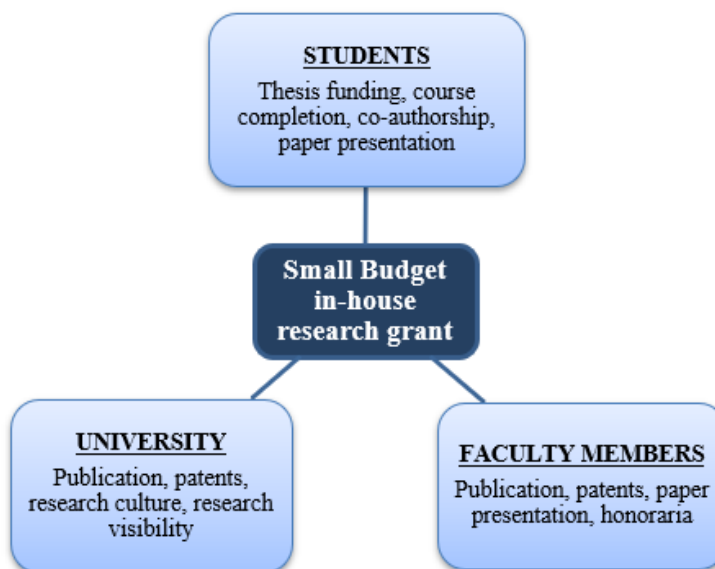 STUDENTS
Thesis funding, course
completion, co-authorship,
paper presentation
Small Budget
in-house
research grant
UNIVERSITY
Publication, patents,
research culture, research
visibility
FACULTY MEMBERS
Publication, patents, paper
presentation, honoraria